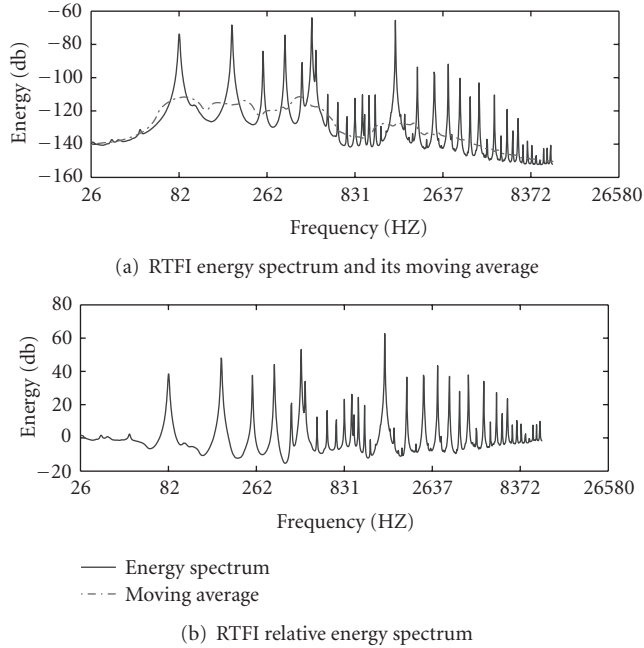 −60
−80
−100
−120
−140
−160
Energy (db)
26 82 262 831 2637 8372 26580
Frequency (HZ)
(a) RTFI energy spectrum and its moving average
80
60
40
20
0
−20
Energy (db)
26 82 262 831 2637 8372 26580
Frequency (HZ)
Energy spectrum
Moving average
(b) RTFI relative energy spectrum